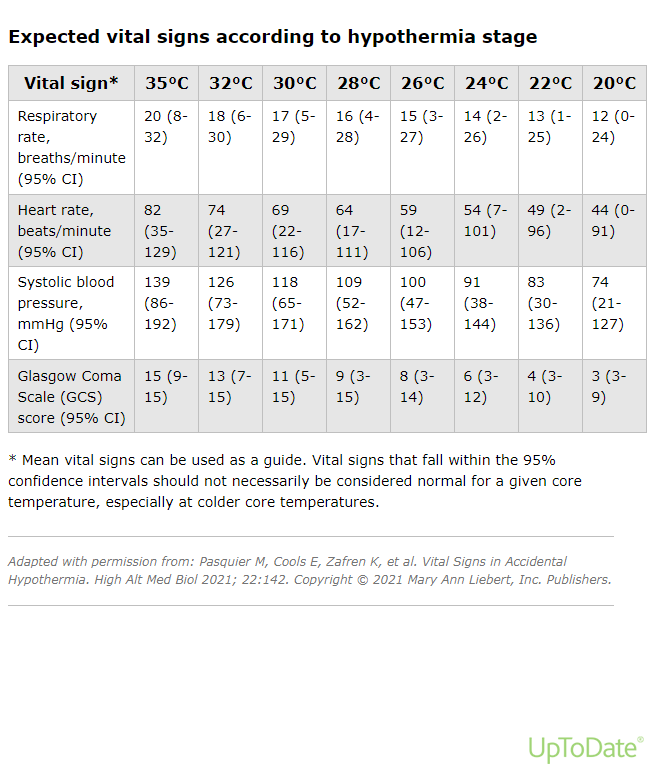 Expected vital signs according to hypothermia stage
Vital sign* 35ºC 32ºC 30ºC 28ºC 26ºC 24ºC 22ºC 20ºC
Respiratory rate, breaths/minute (95% CI) 20 (8-32) 18 (6-30) 17 (5-29) 16 (4-28) 15 (3-27) 14 (2-26) 13 (1-25) 12 (0-24)
Heart rate, beats/minute (95% CI) 82 (35-129) 74 (27-121) 69 (22-116) 64 (17-111) 59 (12-106) 54 (7-101) 49 (2-96) 44 (0-91)
Systolic blood pressure, mmHg (95% CI) 139 (86-192) 126 (73-179) 118 (65-171) 109 (52-162) 100 (47-153) 91 (38-144) 83 (30-136) 74 (21-127)
Glasgow Coma Scale (GCS) score (95% CI) 15 (9-15) 13 (7-15) 11 (5-15) 9 (3-15) 8 (3-14) 6 (3-12) 4 (3-10) 3 (3-9)
* Mean vital signs can be used as a guide. Vital signs that fall within the 95%
confidence intervals should not necessarily be considered normal for a given core
temperature, especially at colder core temperatures.
Adapted with permission from: Pasquier M, Cools E, Zafren K, et al. Vital Signs in Accidental
Hypothermia. High Alt Med Biol 2021; 22:142. Copyright © 2021 Mary Ann Liebert, Inc. Publishers.
UpToDate®